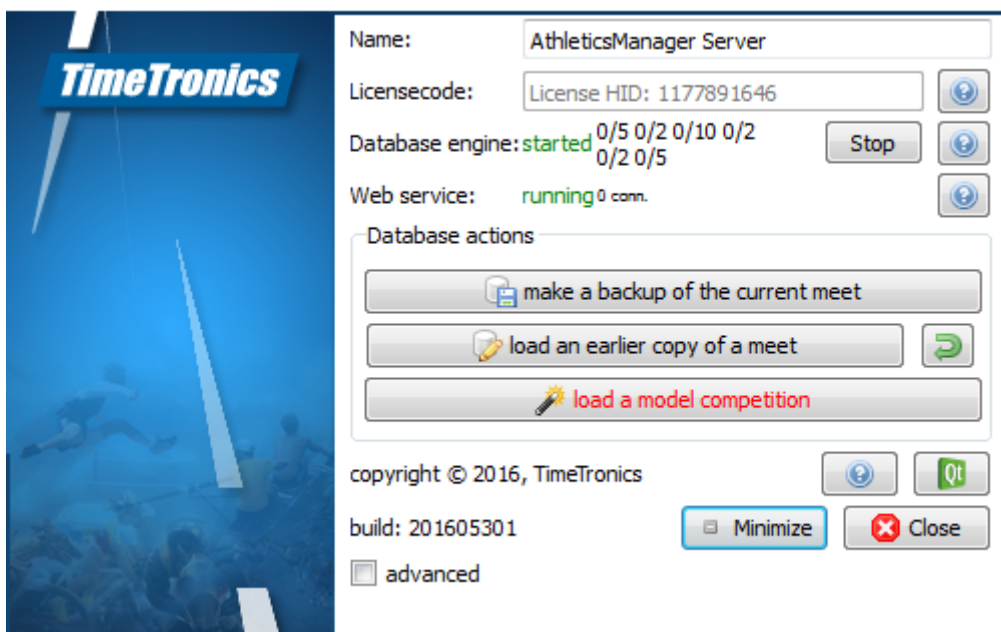 TimeTronics
Name: AthleticsManager Server
Licensecode: License HID: 1177891646
Database engine: started 0/5 0/2 0/10 0/2
0/2 0/5
Stop
Web service: running 0 conn.
Database actions
make a backup of the current meet
load an earlier copy of a meet
load a model competition
copyright © 2016, TimeTronics
Qt
build: 201605301
Minimize
Close
advanced